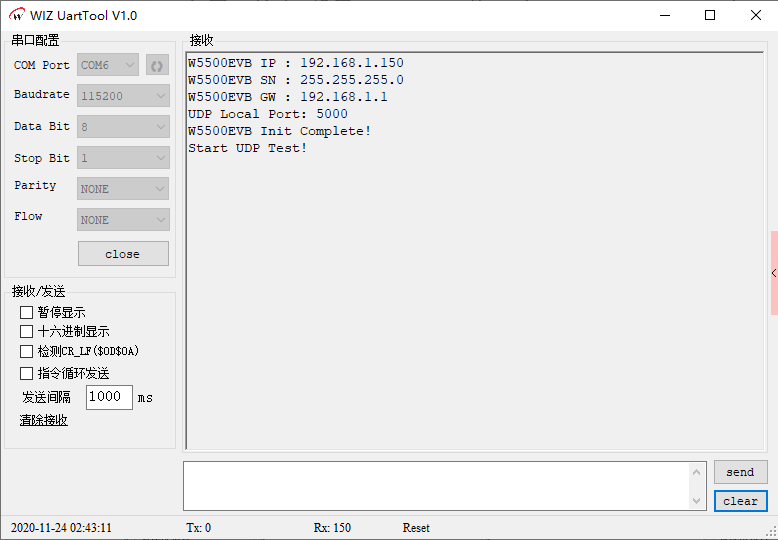 WIZ UartTool V1.0
串口配置
COM Port COM6
Baudrate 115200
Data Bit 8
Stop Bit 1
Parity NONE
Flow NONE
close
接收/发送
暂停显示
十六进制显示
检测CR_LF($0D$0A)
指令循环发送
发送间隔 1000 ms
清除接收
接收
W5500EVB IP : 192.168.1.150
W5500EVB SN : 255.255.255.0
W5500EVB GW : 192.168.1.1
UDP Local Port: 5000
W5500EVB Init Complete!
Start UDP Test!
send
clear
2020-11-24 02:43:11 Tx: 0 Rx: 150 Reset